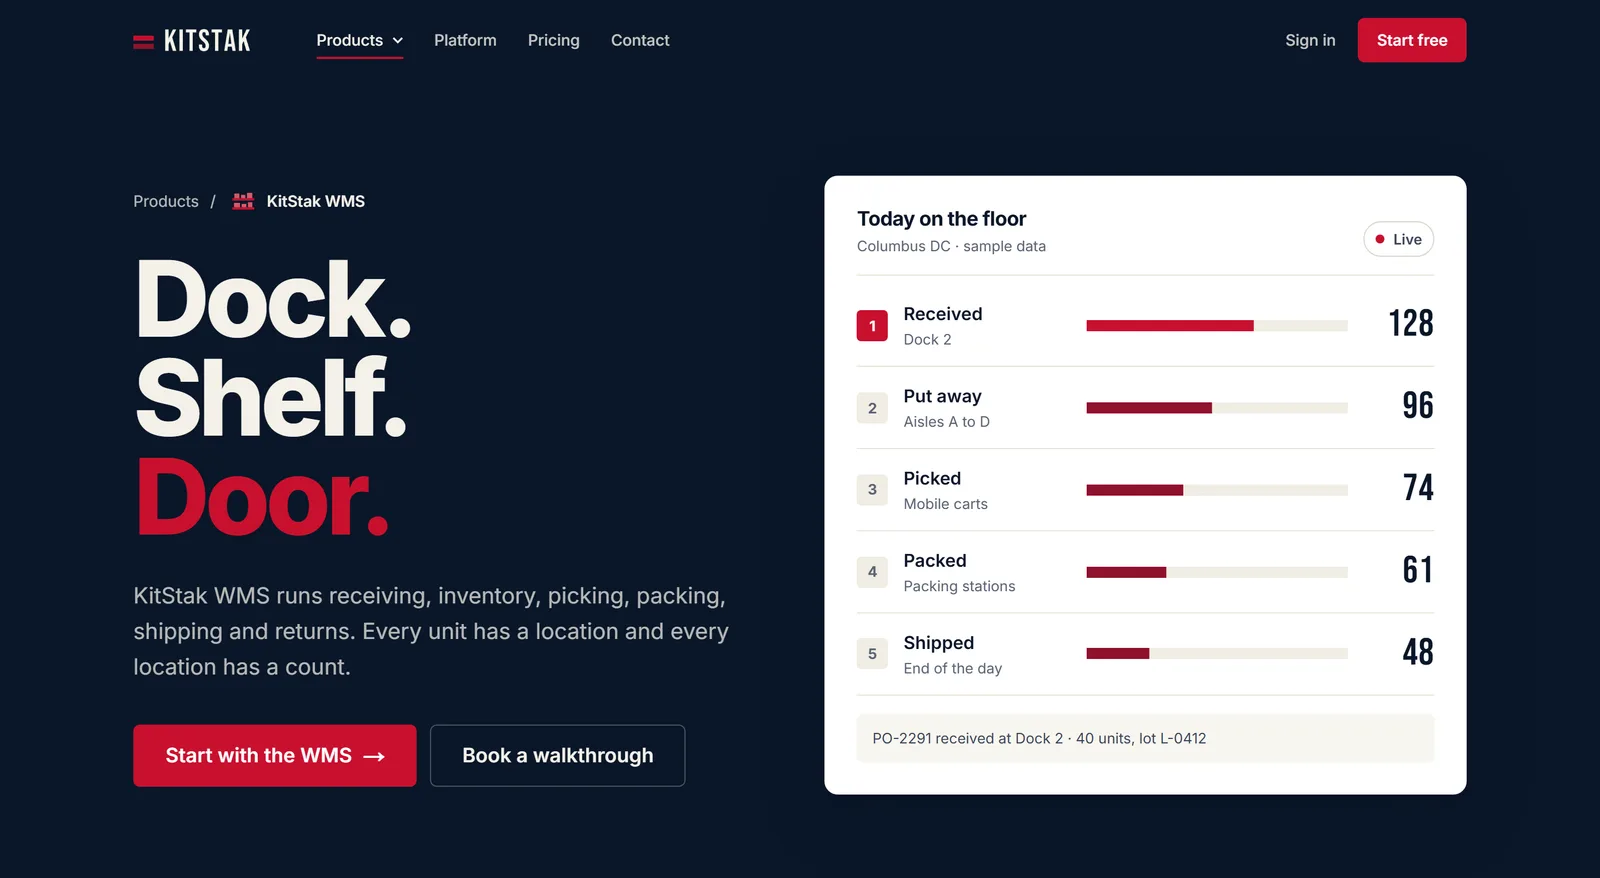 KITSTAK
Products
Platform
Pricing
Contact
Sign in
Start free
Products / KitStak WMS
Dock.
Shelf.
Door.
KitStak WMS runs receiving, inventory, picking, packing,
shipping and returns. Every unit has a location and every
location has a count.
Start with the WMS →
Book a walkthrough
Today on the floor
Columbus DC · sample data
Live
1
Received
Dock 2
128
2
Put away
Aisles A to D
96
3
Picked
Mobile carts
74
4
Packed
Packing stations
61
5
Shipped
End of the day
48
PO-2291 received at Dock 2 · 40 units, lot L-0412